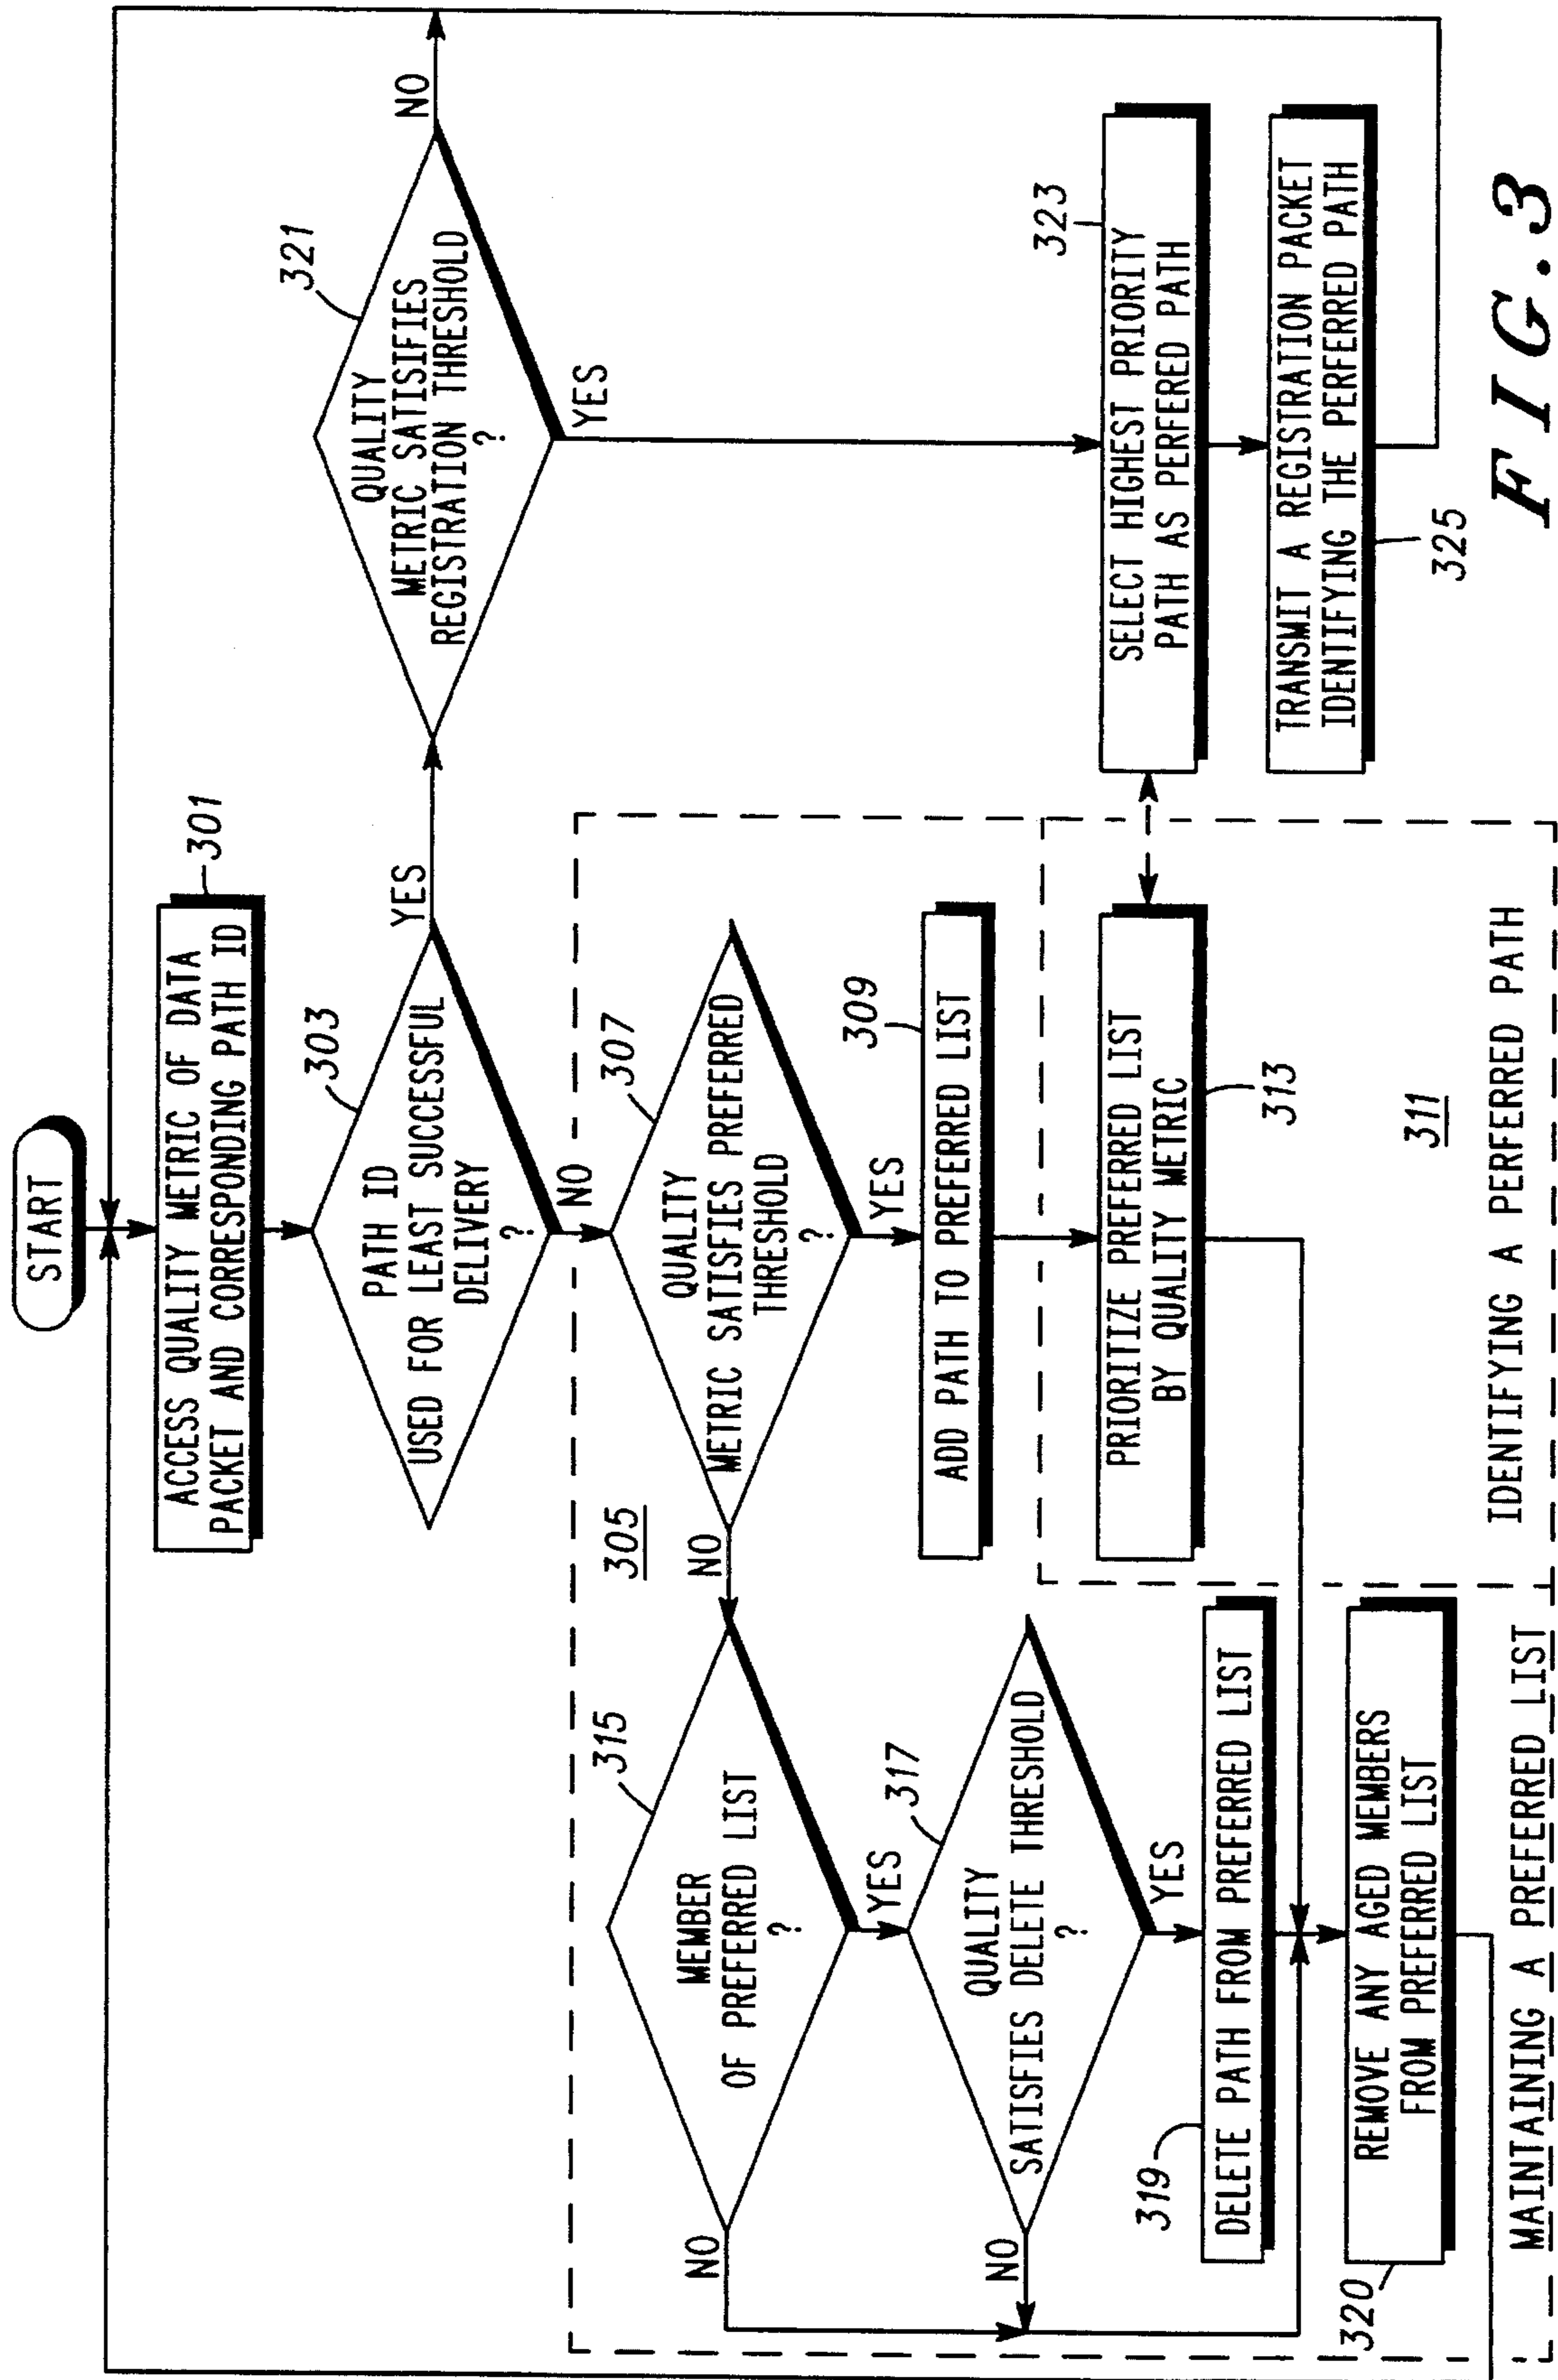 START
ACCESS QUALITY METRIC OF DATA
PACKET AND CORRESPONDING PATH ID
301
PATH ID
USED FOR LEAST SUCCESSFUL
DELIVERY
?
303
YES
NO
QUALITY
METRIC SATISIFIES
REGISTRATION THRESHOLD
?
321
NO
YES
305
QUALITY
METRIC SATISFIES PREFERRED
THRESHOLD
?
307
NO
YES
MEMBER
OF PREFERRED LIST
?
315
NO
YES
ADD PATH TO PREFERRED LIST
309
QUALITY
SATISFIES DELETE THRESHOLD
?
317
NO
YES
PRIORITIZE PREFERRED LIST
BY QUALITY METRIC
313
SELECT HIGHEST PRIORITY
PATH AS PERFERED PATH
323
DELETE PATH FROM PREFERRED LIST
319
TRANSMIT A REGISTRATION PACKET
IDENTIFYING THE PERFERRED PATH
325
REMOVE ANY AGED MEMBERS
FROM PREFERRED LIST
320
311
IDENTIFYING A PERFERRED PATH
MAINTAINING A PREFERRED LIST
FIG.3